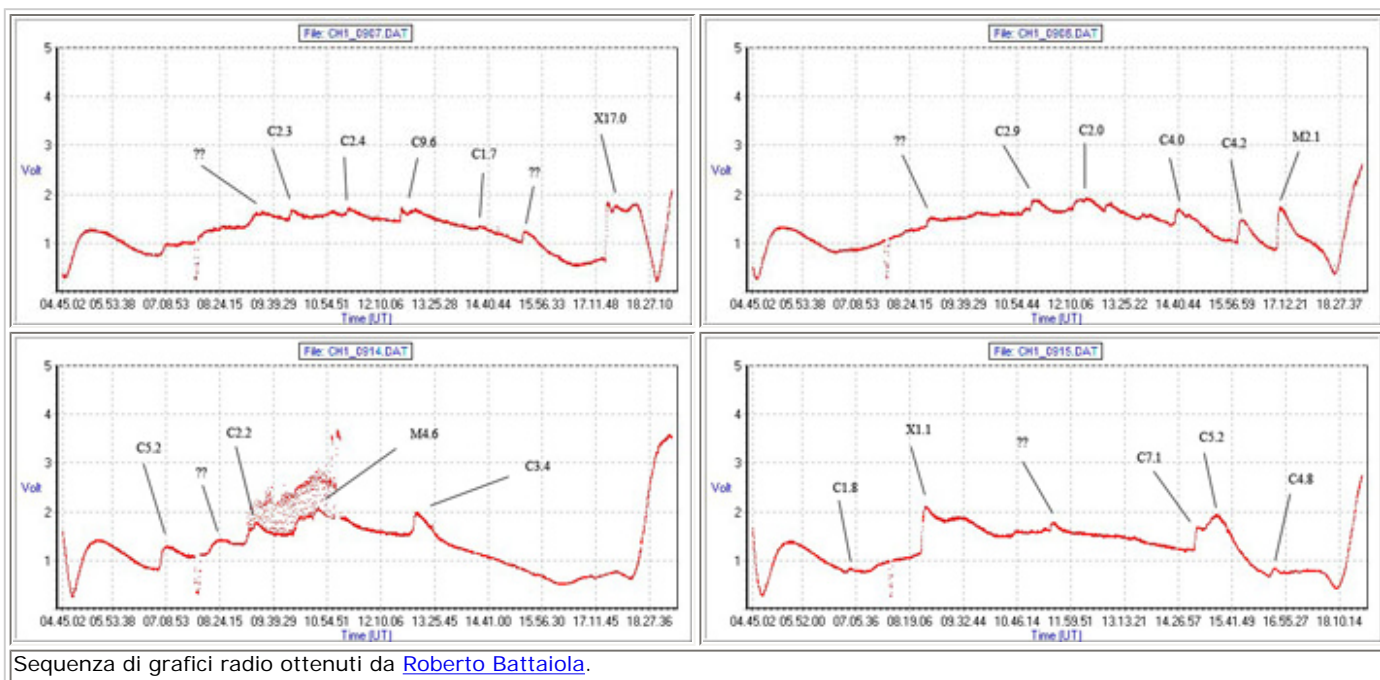 File: CH1_0907.DAT
5
4
3
Volt
2
1
??
C2.3
C2.4
C9.6
C1.7
??
X17.0
04.45.02 05.53.38 07.08.53 08.24.15 09.39.29 10.54.51 12.10.06 13.25.28 14.40.44 15.56.33 17.11.48 18.27.10
Time [UT]
File: CH1_0908.DAT
5
4
3
Volt
2
1
??
C2.9
C2.0
C4.0
C4.2
M2.1
04.45.02 05.53.38 07.08.53 08.24.15 09.39.29 10.54.44 12.10.06 13.25.22 14.40.44 15.56.59 17.12.21 18.27.37
Time [UT]
File: CH1_0914.DAT
5
4
3
Volt
2
1
C5.2
??
C2.2
M4.6
C3.4
04.45.02 05.53.38 07.08.53 08.24.15 09.39.29 10.54.51 12.10.06 13.25.45 14.41.00 15.56.30 17.11.45 18.27.36
Time [UT]
File: CH1_0915.DAT
5
4
3
Volt
2
1
C1.8
X1.1
??
C7.1
C5.2
C4.8
04.45.02 05.52.00 07.05.36 08.19.06 09.32.44 10.46.14 11.59.51 13.13.21 14.26.57 15.41.49 16.55.27 18.10.14
Time [UT]
Sequenza di grafici radio ottenuti da Roberto Battaiola.